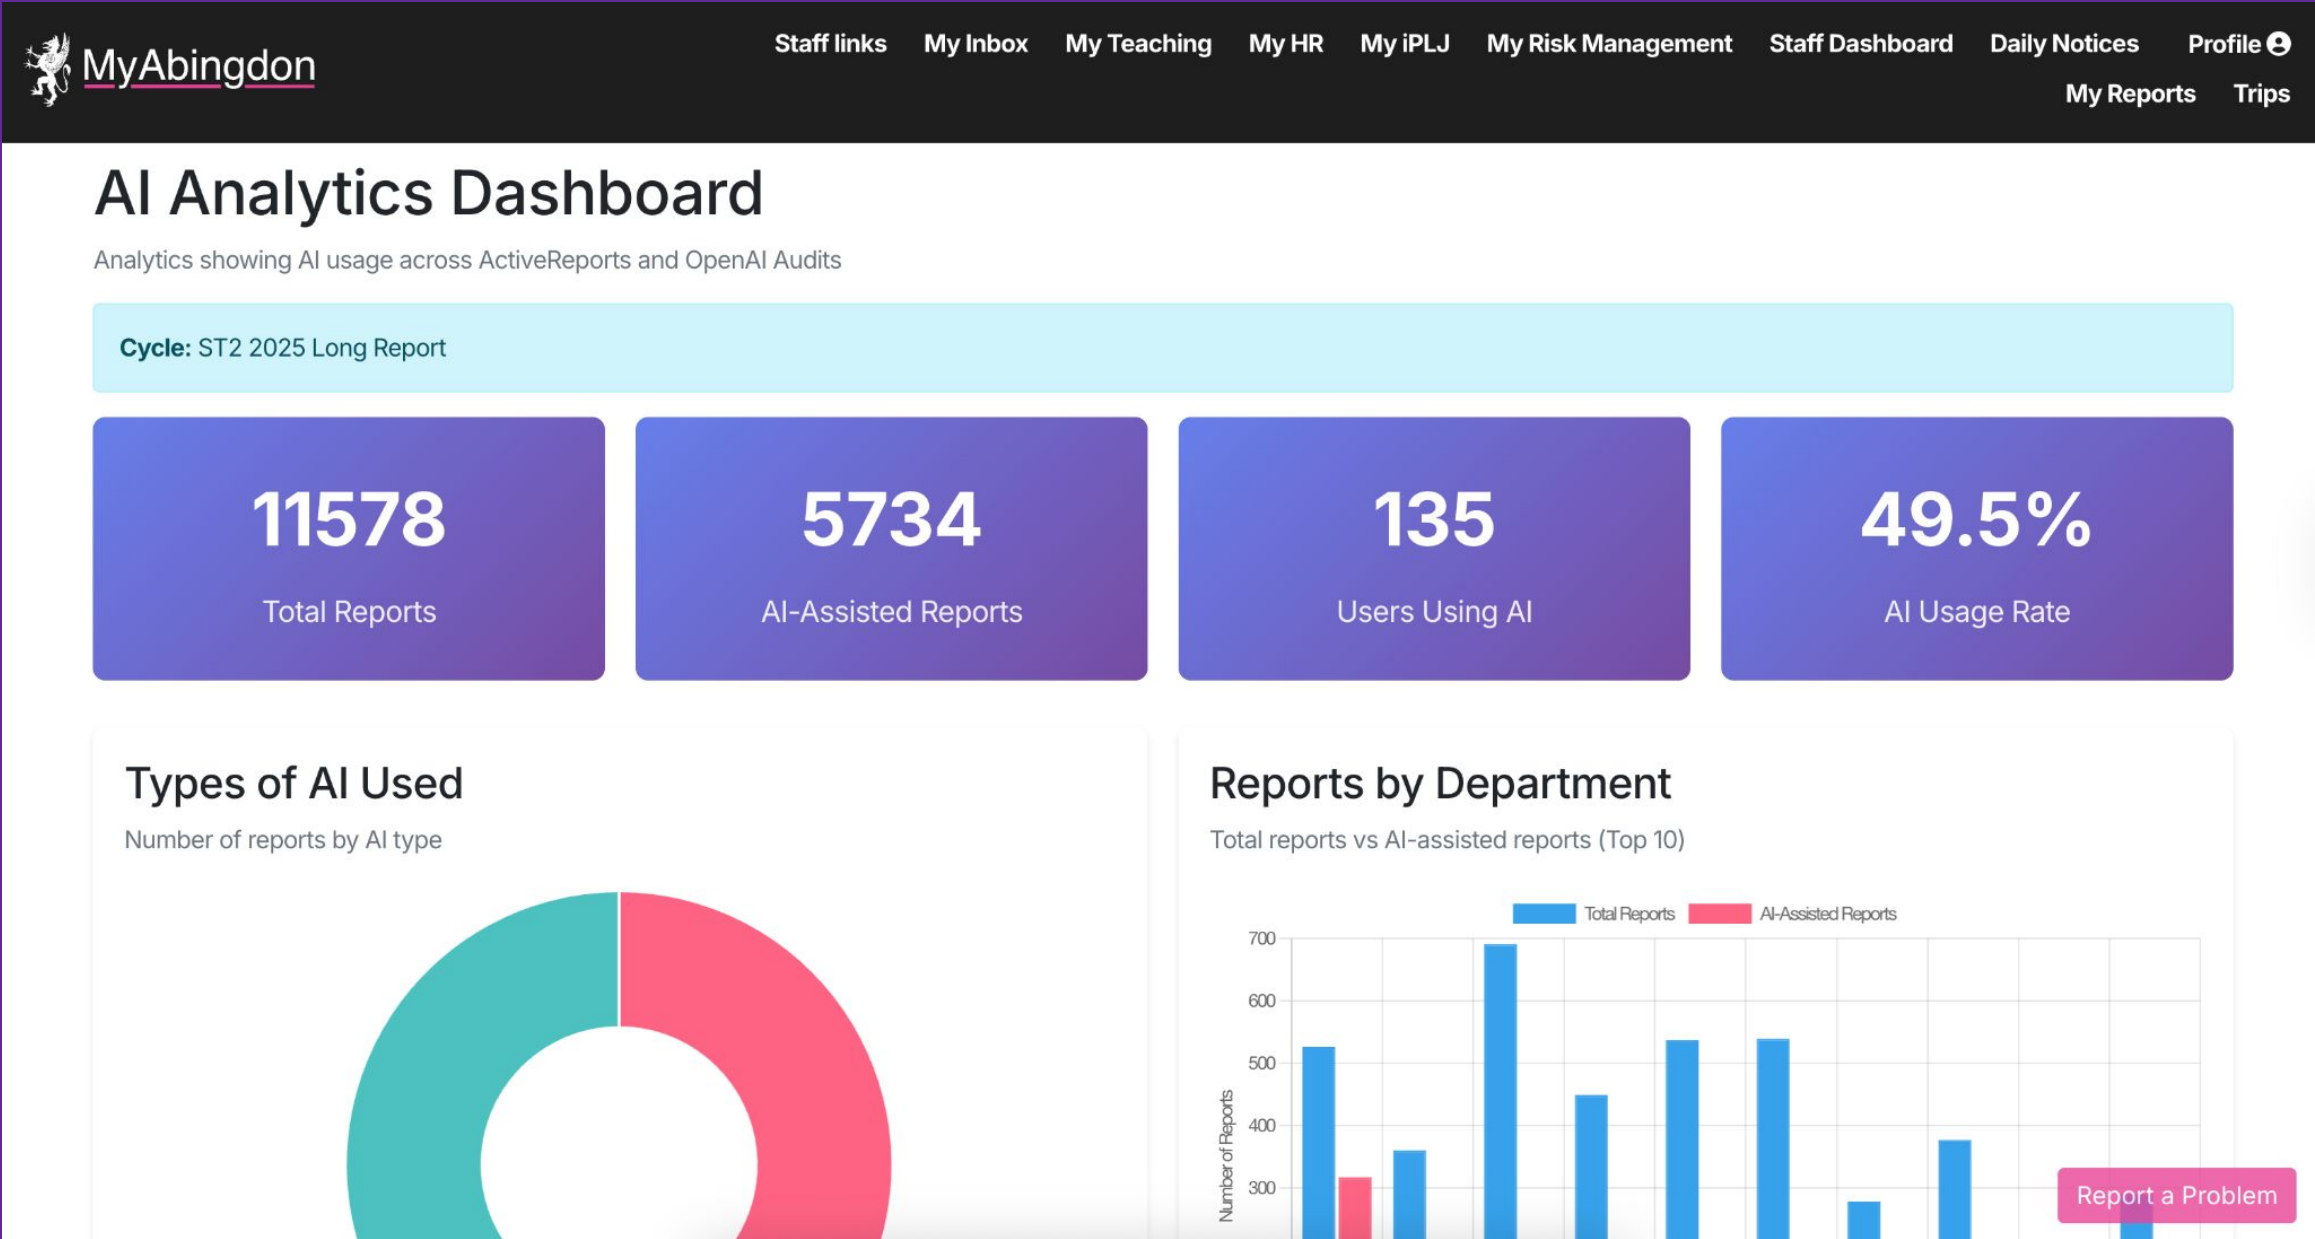 MyAbingdon
Staff links My Inbox My Teaching My HR My iPLJ My Risk Management Staff Dashboard Daily Notices Profile
My Reports Trips
AI Analytics Dashboard
Analytics showing AI usage across ActiveReports and OpenAI Audits
Cycle: ST2 2025 Long Report
11578
Total Reports
5734
AI-Assisted Reports
135
Users Using AI
49.5%
AI Usage Rate
Types of AI Used
Number of reports by AI type
Reports by Department
Total reports vs AI-assisted reports (Top 10)
Total Reports AI-Assisted Reports
700
600
500
400
300
Number of Reports
Report a Problem